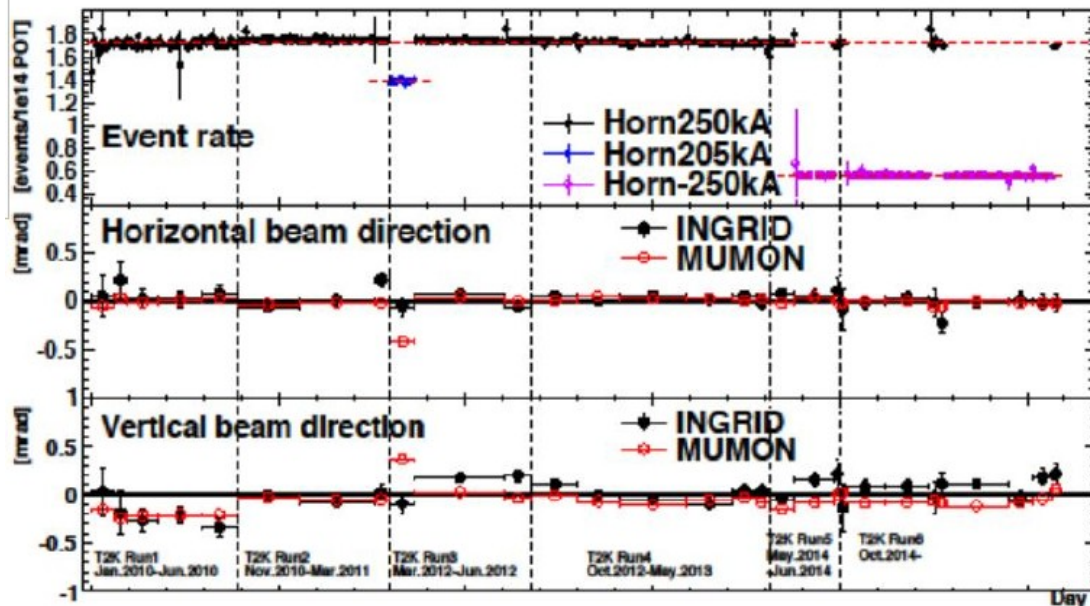 [events/1e14 POT]
1.8
1.6
1.4
1.2
1
0.8
0.6
0.4
Event rate
Horn250kA
Horn205kA
Horn-250kA
[mrad]
0.5
0
-0.5
1
Horizontal beam direction
INGRID
MUMON
[mrad]
0.5
0
-0.5
-1
Vertical beam direction
INGRID
MUMON
T2K Run1
Jan.2010-Jun.2010
T2K Run2
Nov.2010-Mar.2011
T2K Run3
Mar.2012-Jun.2012
T2K Run4
Oct.2012-May.2013
T2K Run5
May.2014
-Jun.2014
T2K Run6
Oct.2014-
Day